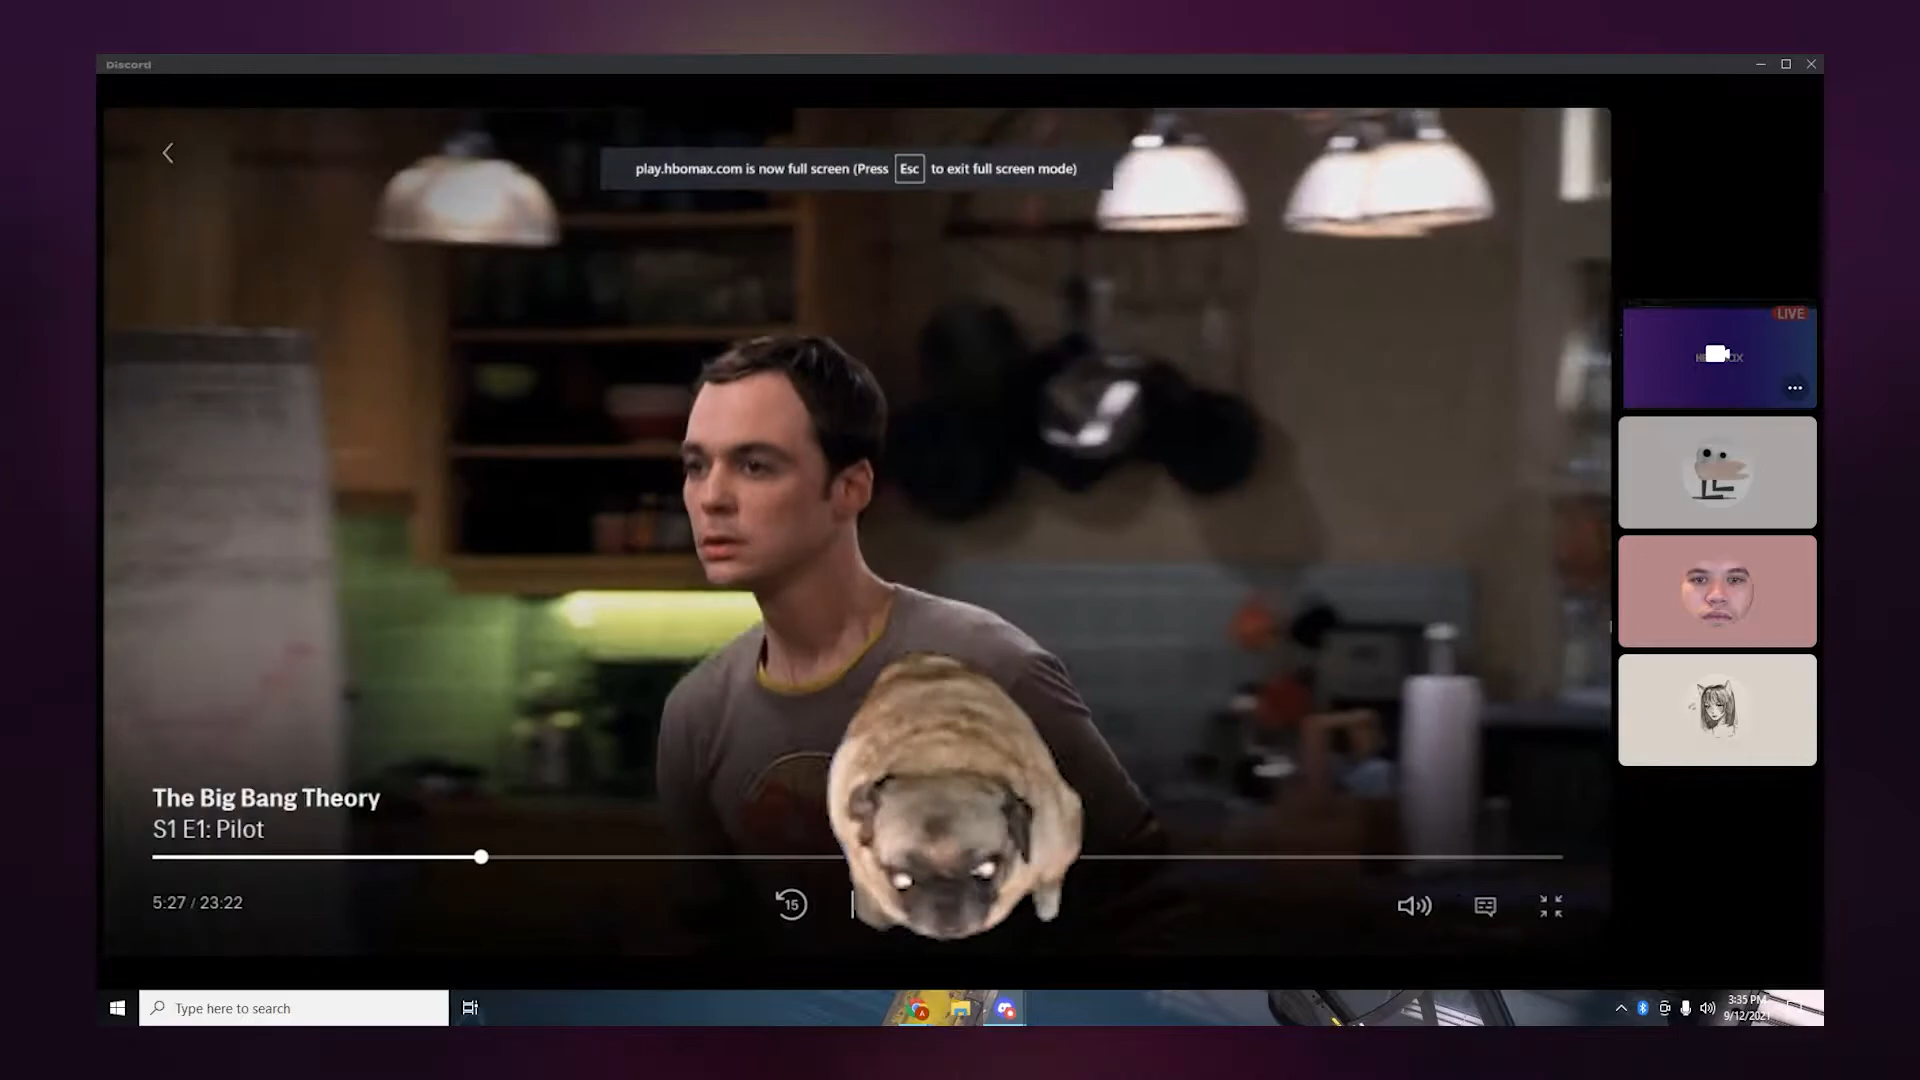 Discord
play.hbomax.com is now full screen (Press Esc to exit full screen mode)
LIVE
The Big Bang Theory
S1 E1: Pilot
5:27 / 23:22
15
Type here to search
3:35 PM
9/12/2021